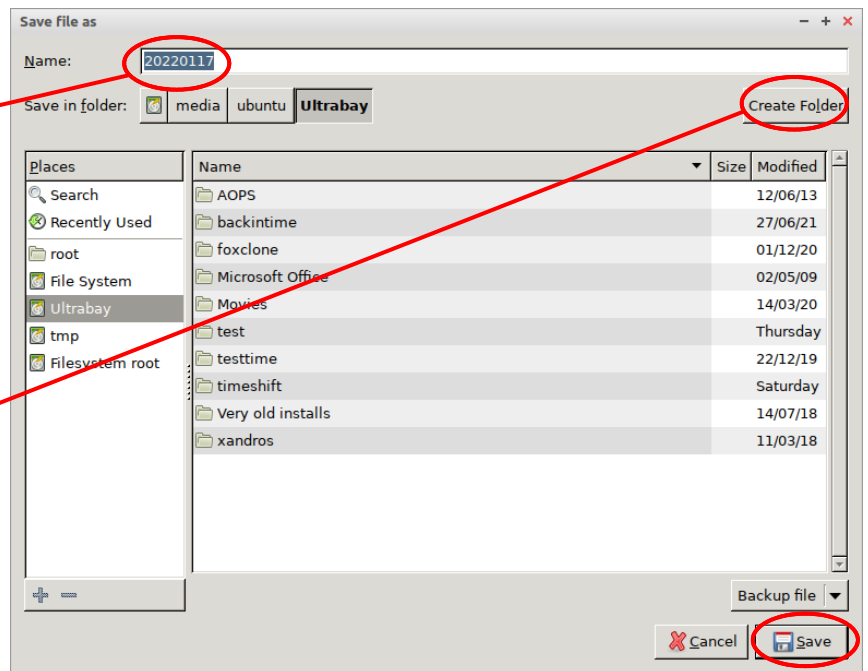 Save file as
Name: 20220117
Save in folder: media ubuntu Ultrabay Create Folder
Places Name Size Modified
Search AOPS 12/06/13
Recently Used backintime 27/06/21
root foxclone 01/12/20
File System Microsoft Office 02/05/09
Ultrabay Movies 14/03/20
tmp test Thursday
Filesystem root testtime 22/12/19
timeshift Saturday
Very old installs 14/07/18
xandros 11/03/18
Backup file
Cancel Save